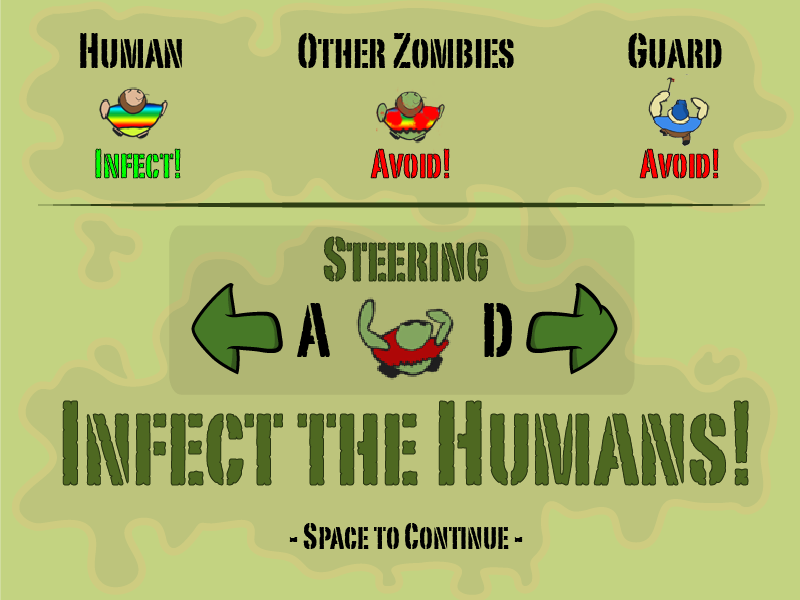 Human Other Zombies Guard
Infect! Avoid! Avoid!
Steering
A D
Infect the Humans!
- Space to Continue -